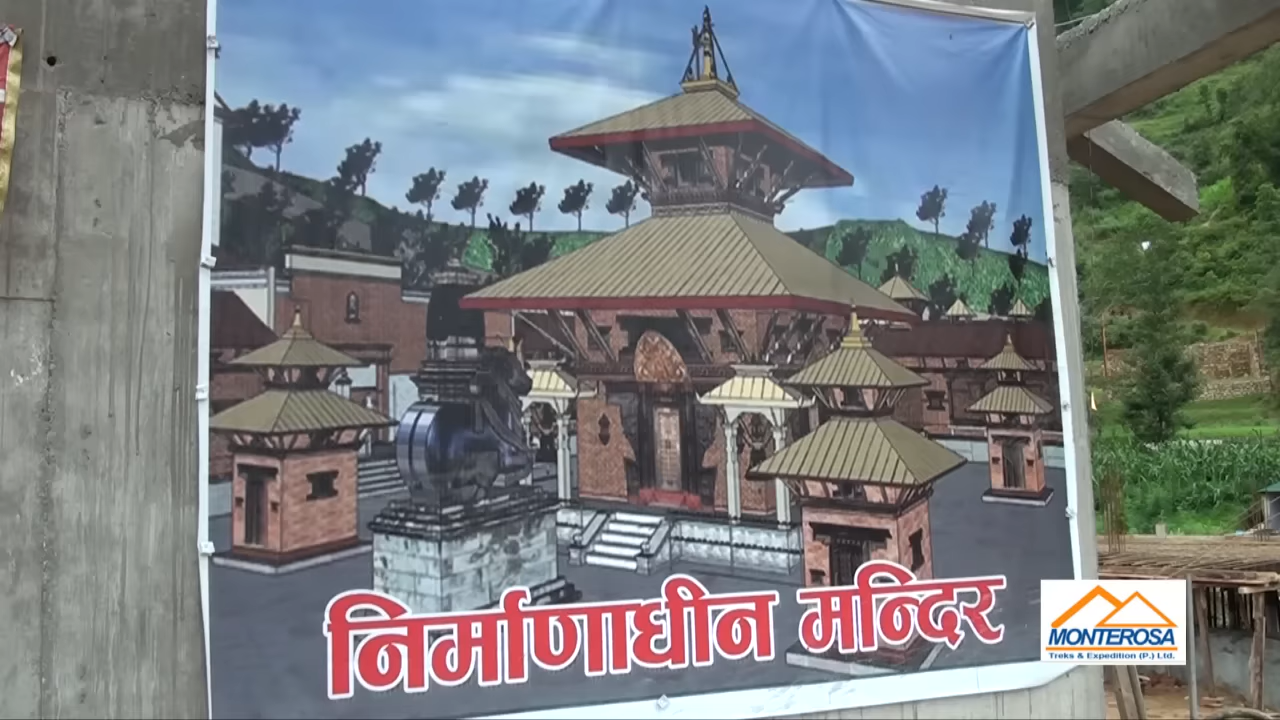 निर्माणाधीन मन्दिर
MONTEROSA
Treks & Expedition (P.) Ltd.